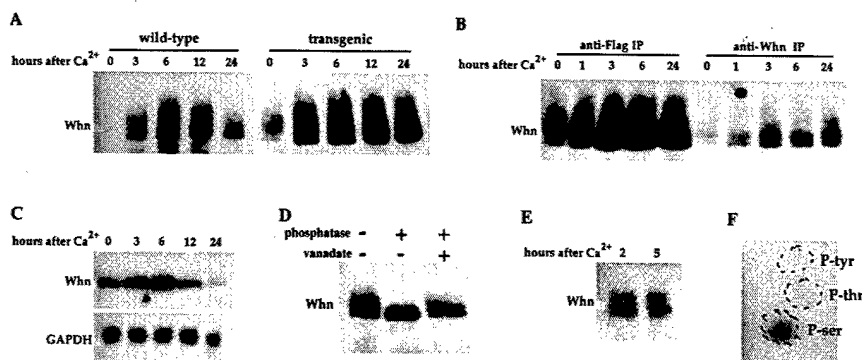 A
wild-type transgenic
hours after Ca2+ 0 3 6 12 24 0 3 6 12 24
Whn
B
anti-Flag IP anti-Whn IP
hours after Ca2+ 0 1 3 6 24 0 1 3 6 24
Whn
C
hours after Ca2+ 0 3 6 12 24
Whn
GAPDH
D
phosphatase - + +
vanadate - - +
Whn
E
hours after Ca2+ 2 5
Whn
F
P-tyr
P-thr
P-ser